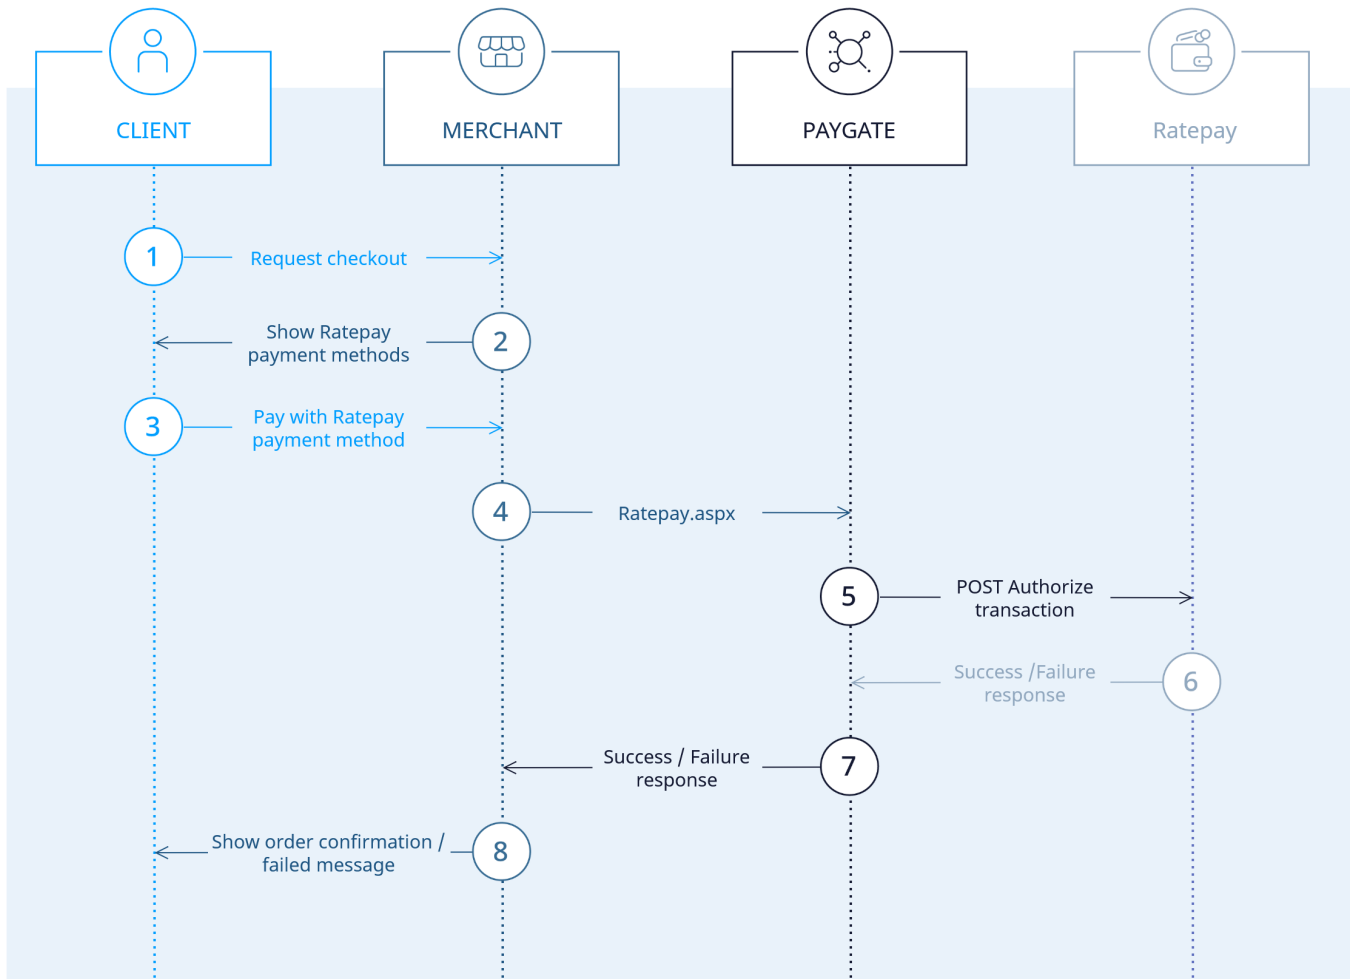 CLIENT
MERCHANT
PAYGATE
Ratepay
1
Request checkout
Show Ratepay
payment methods
2
3
Pay with Ratepay
payment method
4
Ratepay.aspx
5
POST Authorize
transaction
Success /Failure
response
6
Success / Failure
response
7
Show order confirmation /
failed message
8